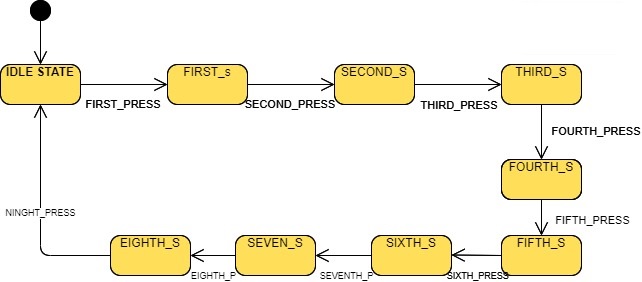 IDLE STATE
FIRST_s
SECOND_S
THIRD_S
FIRST_PRESS
SECOND_PRESS
THIRD_PRESS
FOURTH_PRESS
FOURTH_S
NINGHT_PRESS
FIFTH_PRESS
EIGHTH_S
SEVEN_S
SIXTH_S
FIFTH_S
EIGHTH_P
SEVENTH_P
SIXTH_PRESS